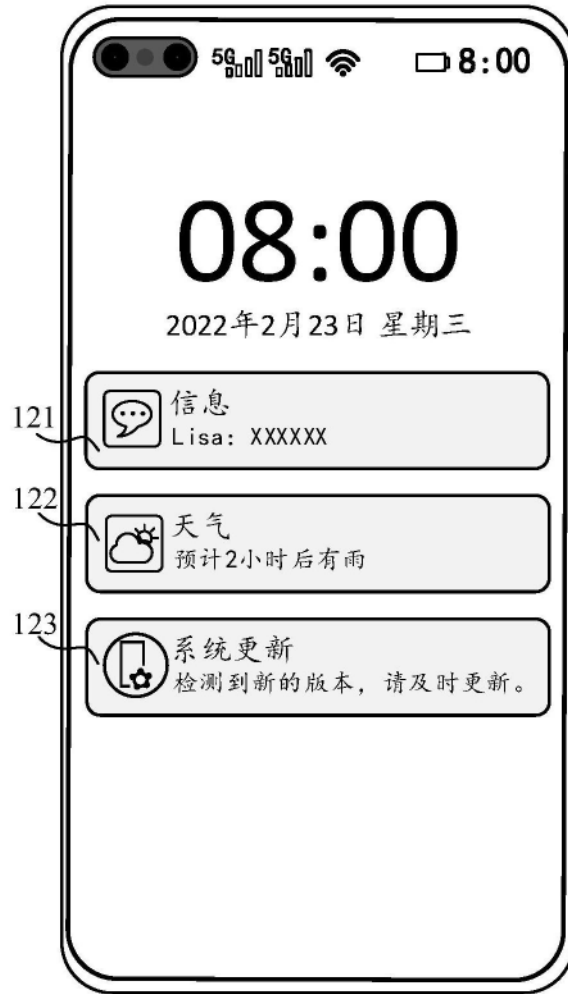 5G 5G 8:00
08:00
2022年2月23日 星期三
121
信息
Lisa: XXXXXX
122
天气
预计2小时后有雨
123
系统更新
检测到新的版本，请及时更新。